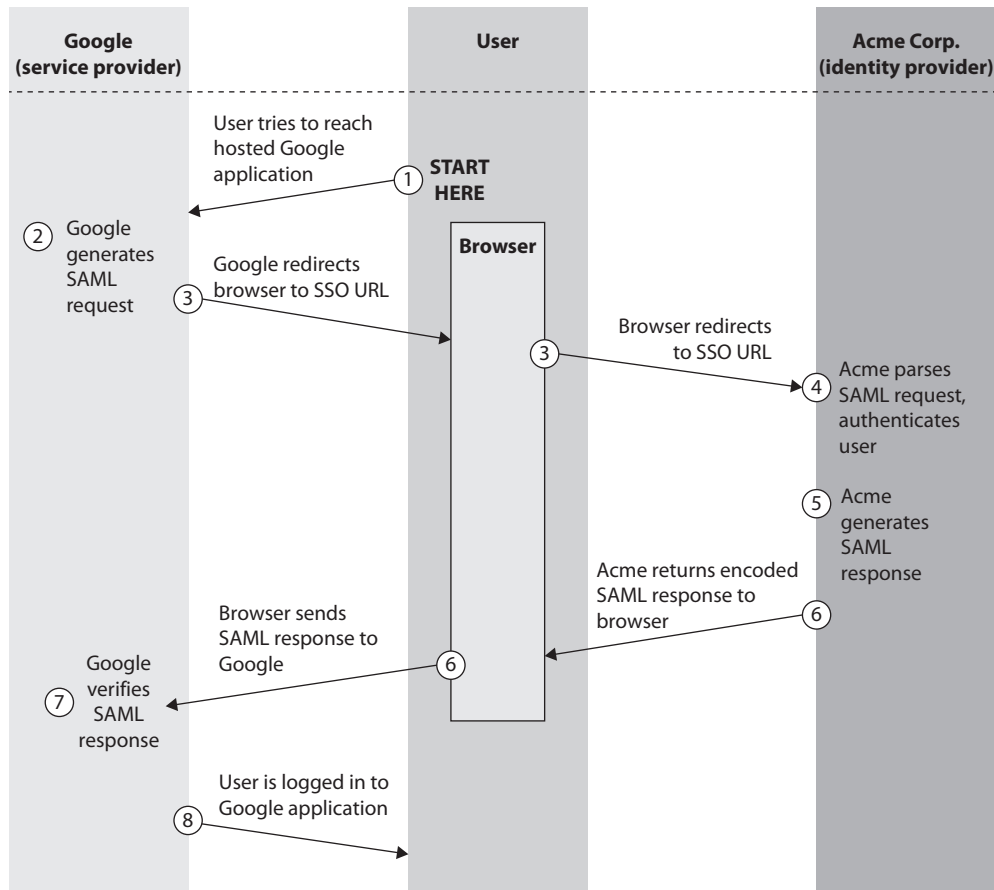 Google
(service provider)
User
Acme Corp.
(identity provider)
User tries to reach
hosted Google
application
1
START
HERE
2
Google
generates
SAML
request
Browser
Google redirects
browser to SSO URL
3
Browser redirects
to SSO URL
3
4
Acme parses
SAML request,
authenticates
user
5
Acme
generates
SAML
response
Acme returns encoded
SAML response to
browser
6
Browser sends
SAML response to
Google
6
Google
verifies
SAML
response
7
User is logged in to
Google application
8